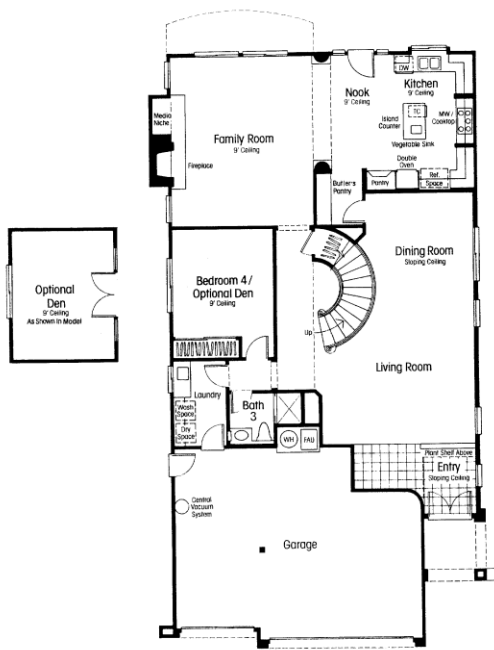 Kitchen
9' Ceiling
DW
Nook
9' Ceiling
Island
Counter
TC
MW /
Cooktop
Vegetable Sink
Media
Niche
Family Room
9' Ceiling
Fireplace
Double
Oven
Pantry
Ref.
Space
Butler's
Pantry
Dining Room
Sloping Ceiling
Bedroom 4 /
Optional Den
9' Ceiling
Optional
Den
9' Ceiling
As Shown In Model
Up
Living Room
Laundry
Wash
Space
Dry
Space
Bath
3
WH
FAU
Plant Shelf Above
Entry
Sloping Ceiling
Central
Vacuum
System
Garage